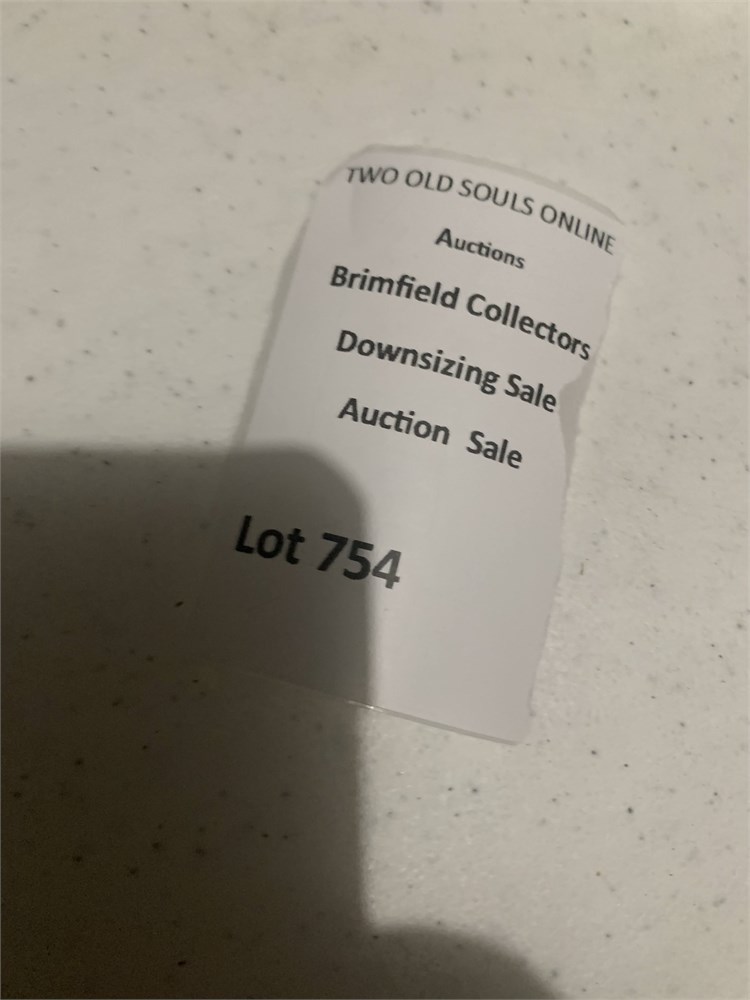 TWO OLD SOULS ONLINE
Auctions
Brimfield Collectors
Downsizing Sale
Auction Sale
Lot 754